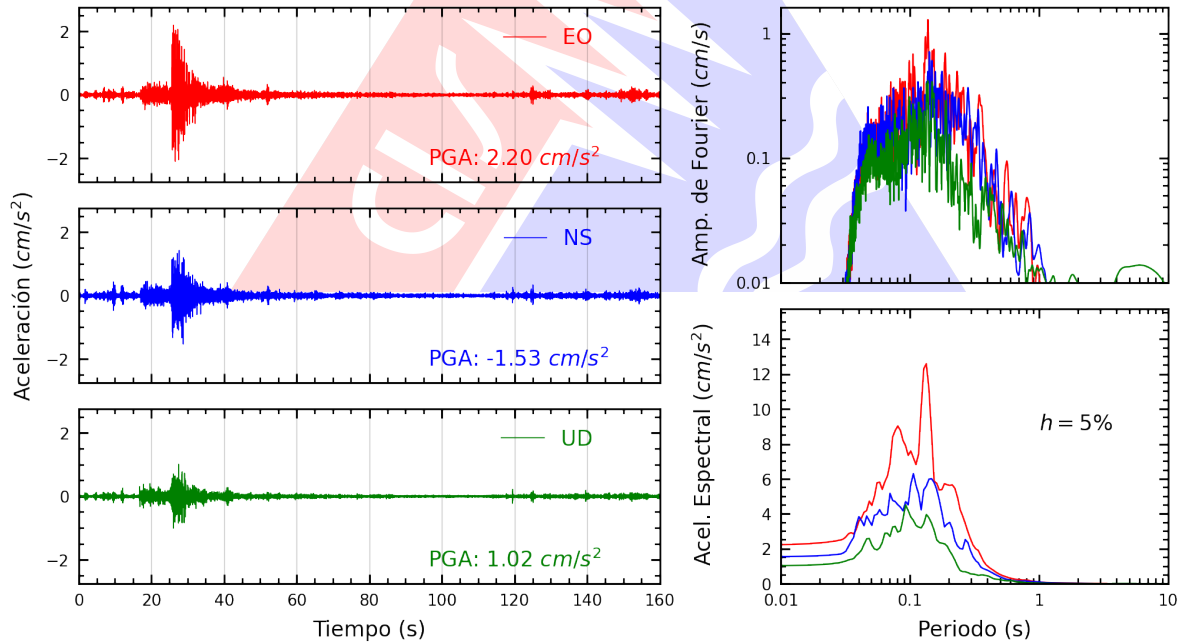 Aceleración (cm/s²)
2
0
−2
EO
PGA: 2.20 cm/s²
2
0
−2
NS
PGA: -1.53 cm/s²
2
0
−2
UD
PGA: 1.02 cm/s²
0 20 40 60 80 100 120 140 160
Tiempo (s)
Amp. de Fourier (cm/s)
1
0.1
0.01
Acel. Espectral (cm/s²)
14
12
10
8
6
4
2
0
h = 5%
0.01 0.1 1 10
Periodo (s)